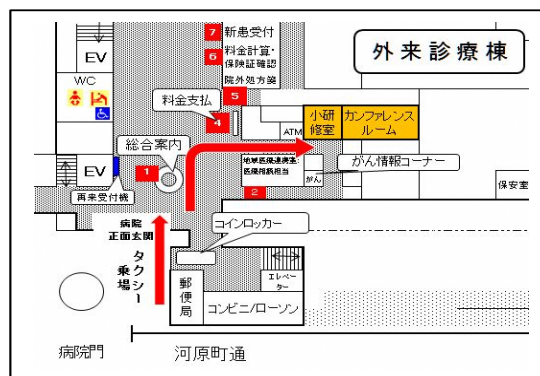 外来診療棟
7 新患受付
6 料金計算・
保険証確認
院外処方箋
5
料金支払
4
EV
WC
ATM
小研
修室
カンファレンス
ルーム
総合案内
1
EV
地域医療連携室・
医療相談担当
がん
がん情報コーナー
2
保安室
再来受付機
病院
正面玄関
コインロッカー
タクシー
乗場
郵便局
エレベー
ター
コンビニ/ローソン
病院門
河原町通